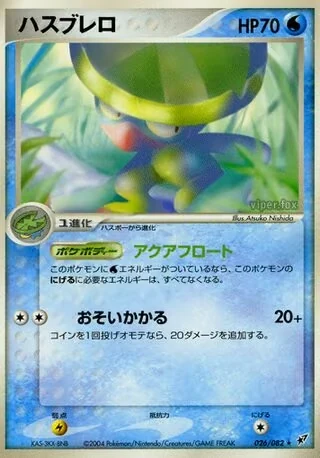 ハスブレロ HP70
viper.fox
Illus.Atsuko Nishida
1進化 ハスボーから進化
ポケボディー アクアフロート
このポケモンに エネルギーがついているなら、このポケモンの
にげるに必要なエネルギーは、すべてなくなる。
おそいかかる 20+
コインを1回投げオモテなら、20ダメージを追加する。
弱点 抵抗力 にげる
KAS-3KX-8NB ©2004 Pokémon/Nintendo/Creatures/GAME FREAK. 026/082 ★